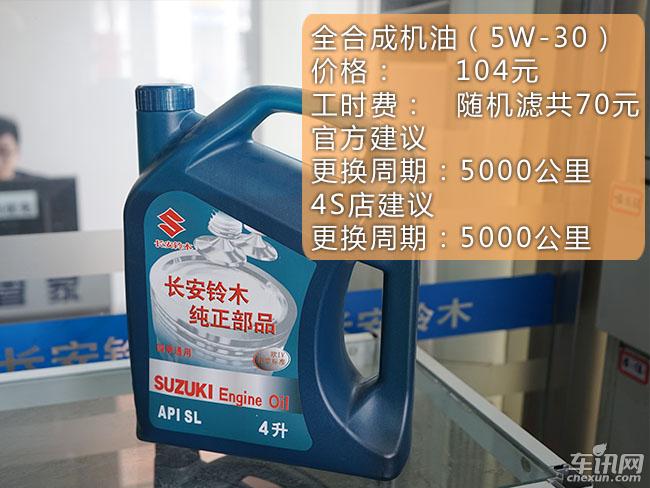 全合成机油（5W-30）
价格： 104元
工时费： 随机滤共70元
官方建议
更换周期：5000公里
4S店建议
更换周期：5000公里
长安铃木
长安铃木
纯正部品
SUZUKI Engine Oil
API SL
4升
长安铃木
车讯网
chexun.com